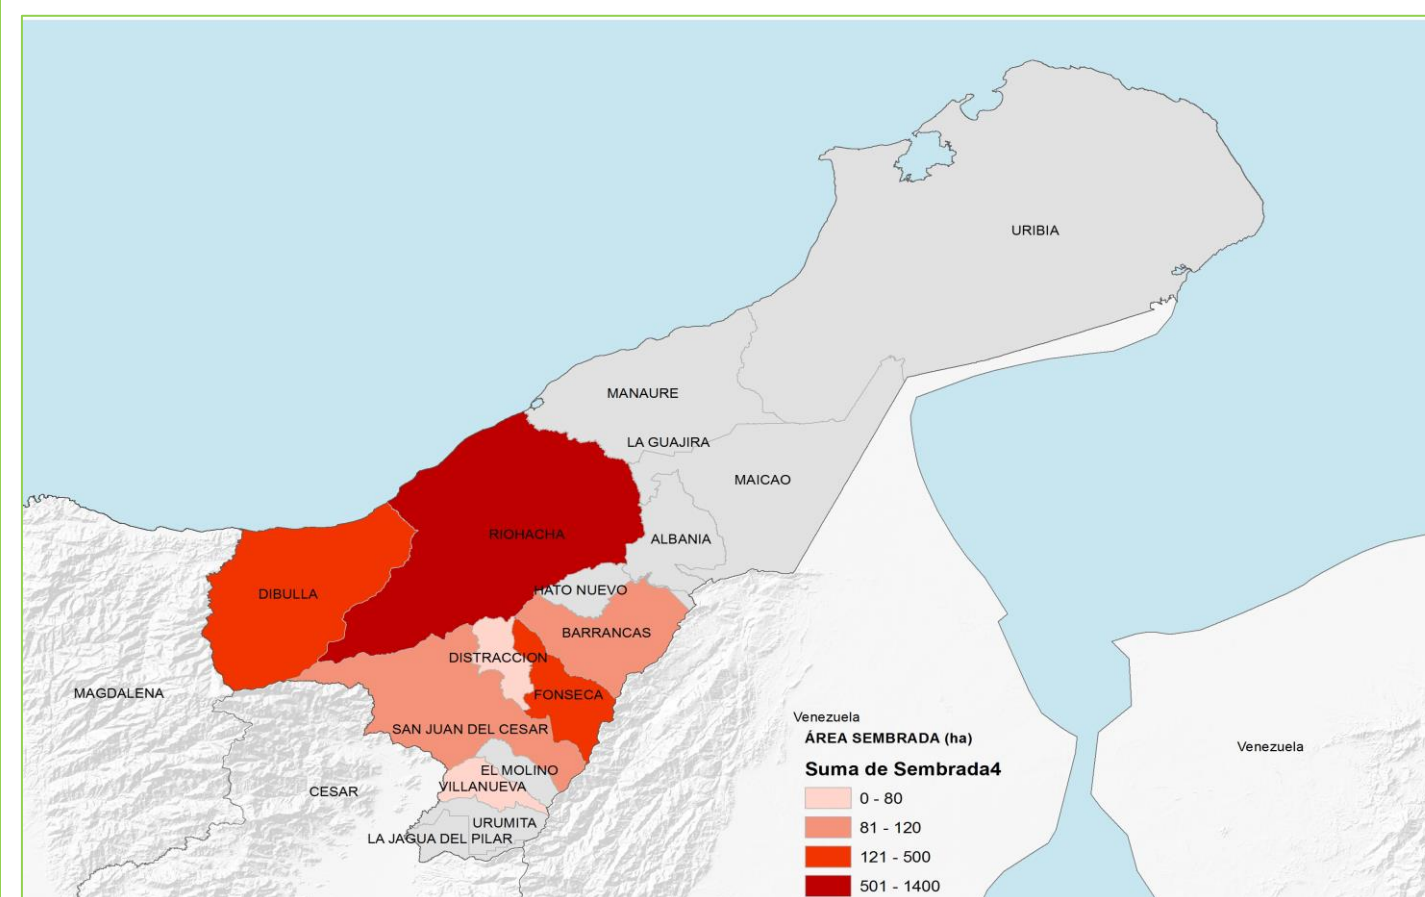 URIBIA
MANAURE
LA GUAJIRA
MAICAO
RIOHACHA
ALBANIA
DIBULLA
HATO NUEVO
BARRANCAS
DISTRACCION
MAGDALENA
FONSECA
SAN JUAN DEL CESAR
EL MOLINO
VILLANUEVA
CESAR
URUMITA
LA JAGUA DEL PILAR
Venezuela
Venezuela
ÁREA SEMBRADA (ha)
Suma de Sembrada4
0 - 80
81 - 120
121 - 500
501 - 1400